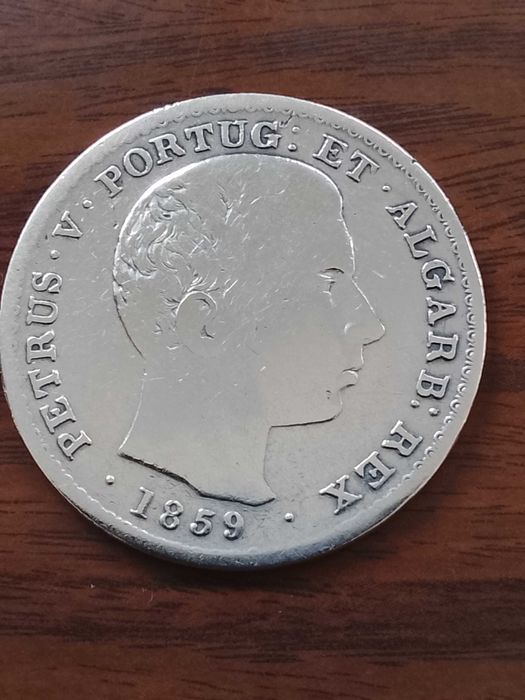 PETRUS · V · PORTUG: ET · ALGARB: REX
· 1859 ·